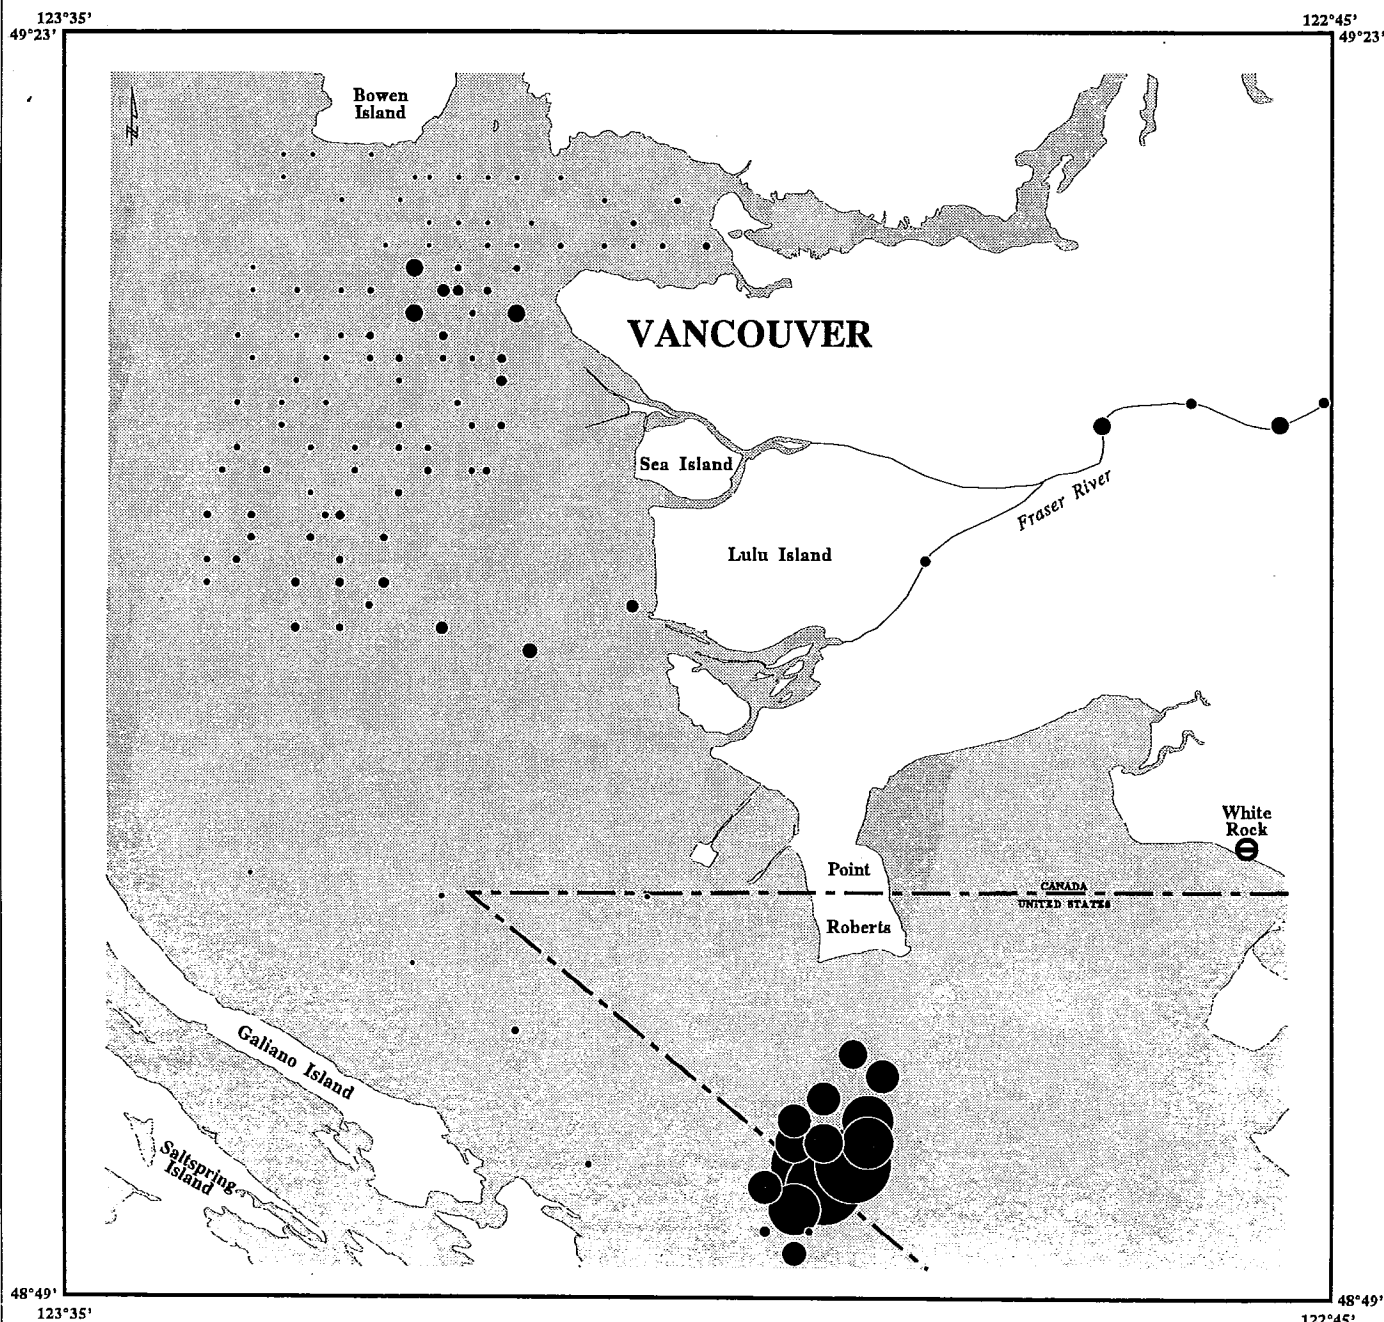 123°35'
122°45'
49°23'
49°23'
Bowen
Island
N
VANCOUVER
Sea Island
Fraser River
Lulu Island
White
Rock
Point
CANADA
UNITED STATES
Roberts
Galiano Island
Saltspring
Island
48°49'
48°49'
123°35'
122°45'